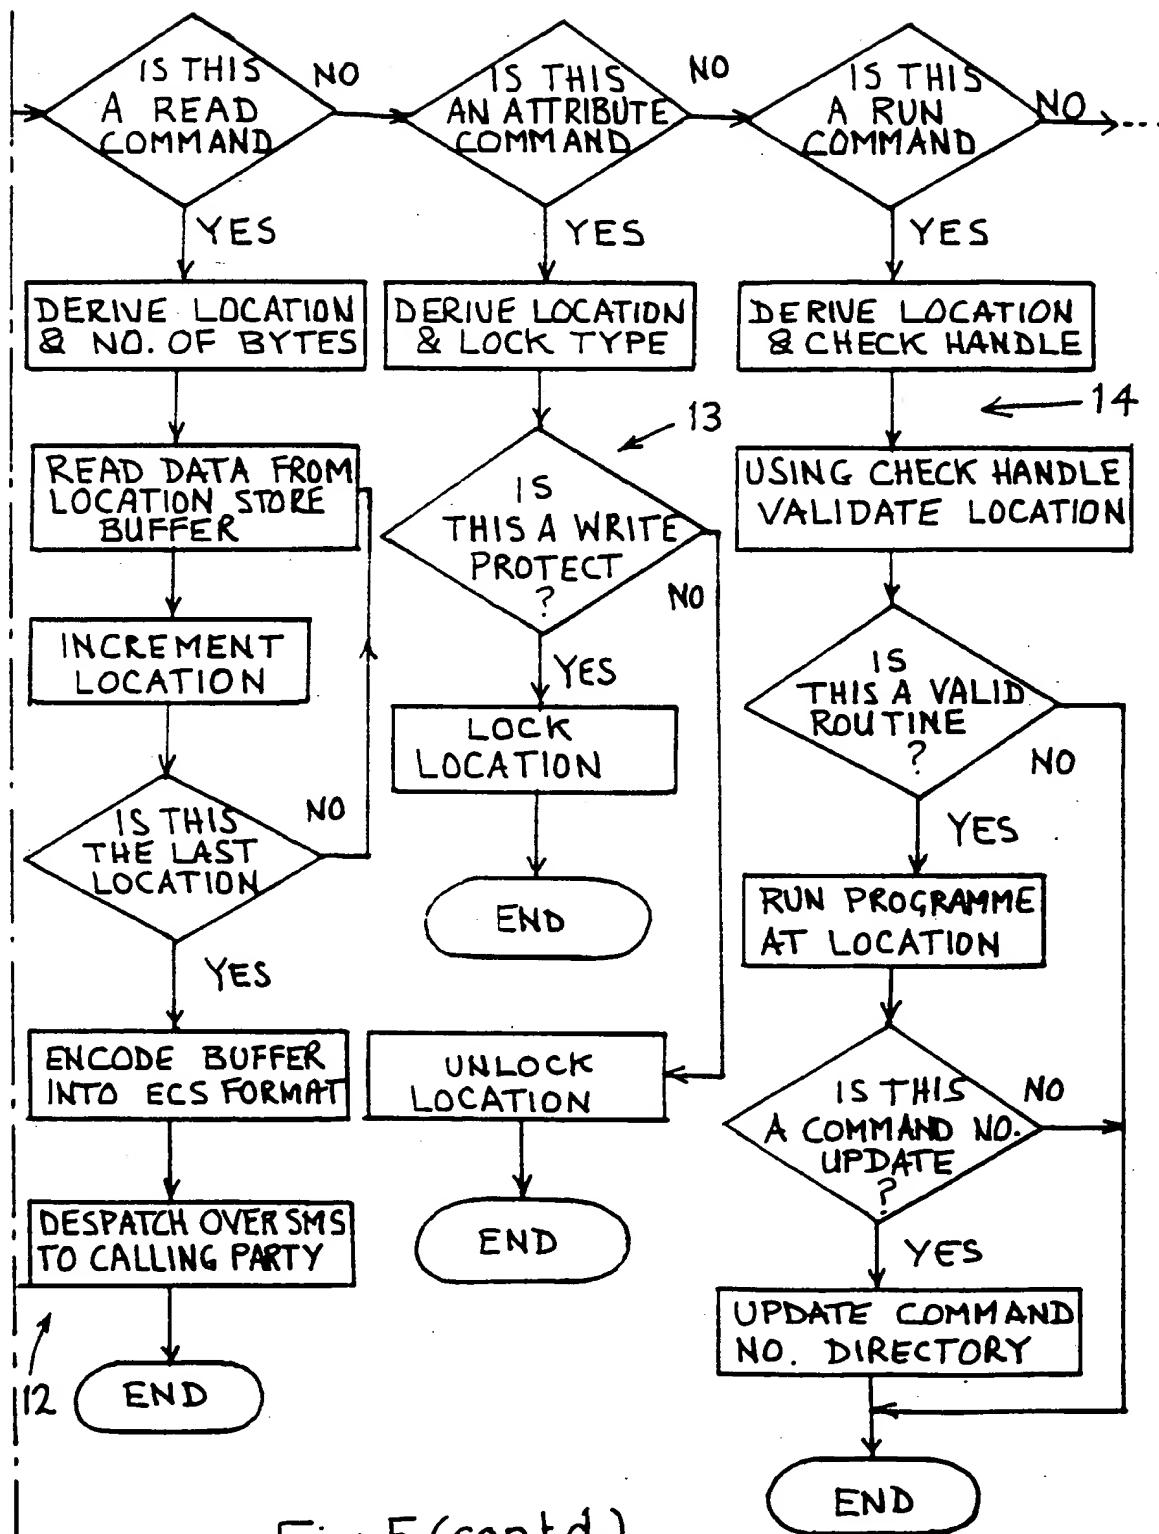 IS THIS
A READ
COMMAND
NO
YES
DERIVE LOCATION
& NO. OF BYTES
READ DATA FROM
LOCATION STORE
BUFFER
INCREMENT
LOCATION
IS THIS
THE LAST
LOCATION
NO
YES
ENCODE BUFFER
INTO ECS FORMAT
DESPATCH OVER SMS
TO CALLING PARTY
12
END
IS THIS
AN ATTRIBUTE
COMMAND
NO
YES
DERIVE LOCATION
& LOCK TYPE
13
IS
THIS A WRITE
PROTECT
?
NO
YES
LOCK
LOCATION
END
UNLOCK
LOCATION
END
IS THIS
A RUN
COMMAND
NO
YES
DERIVE LOCATION
& CHECK HANDLE
14
USING CHECK HANDLE
VALIDATE LOCATION
IS
THIS A VALID
ROUTINE
?
NO
YES
RUN PROGRAMME
AT LOCATION
IS THIS
A COMMAND NO.
UPDATE
?
NO
YES
UPDATE COMMAND
NO. DIRECTORY
END
Fig 5 (contd)